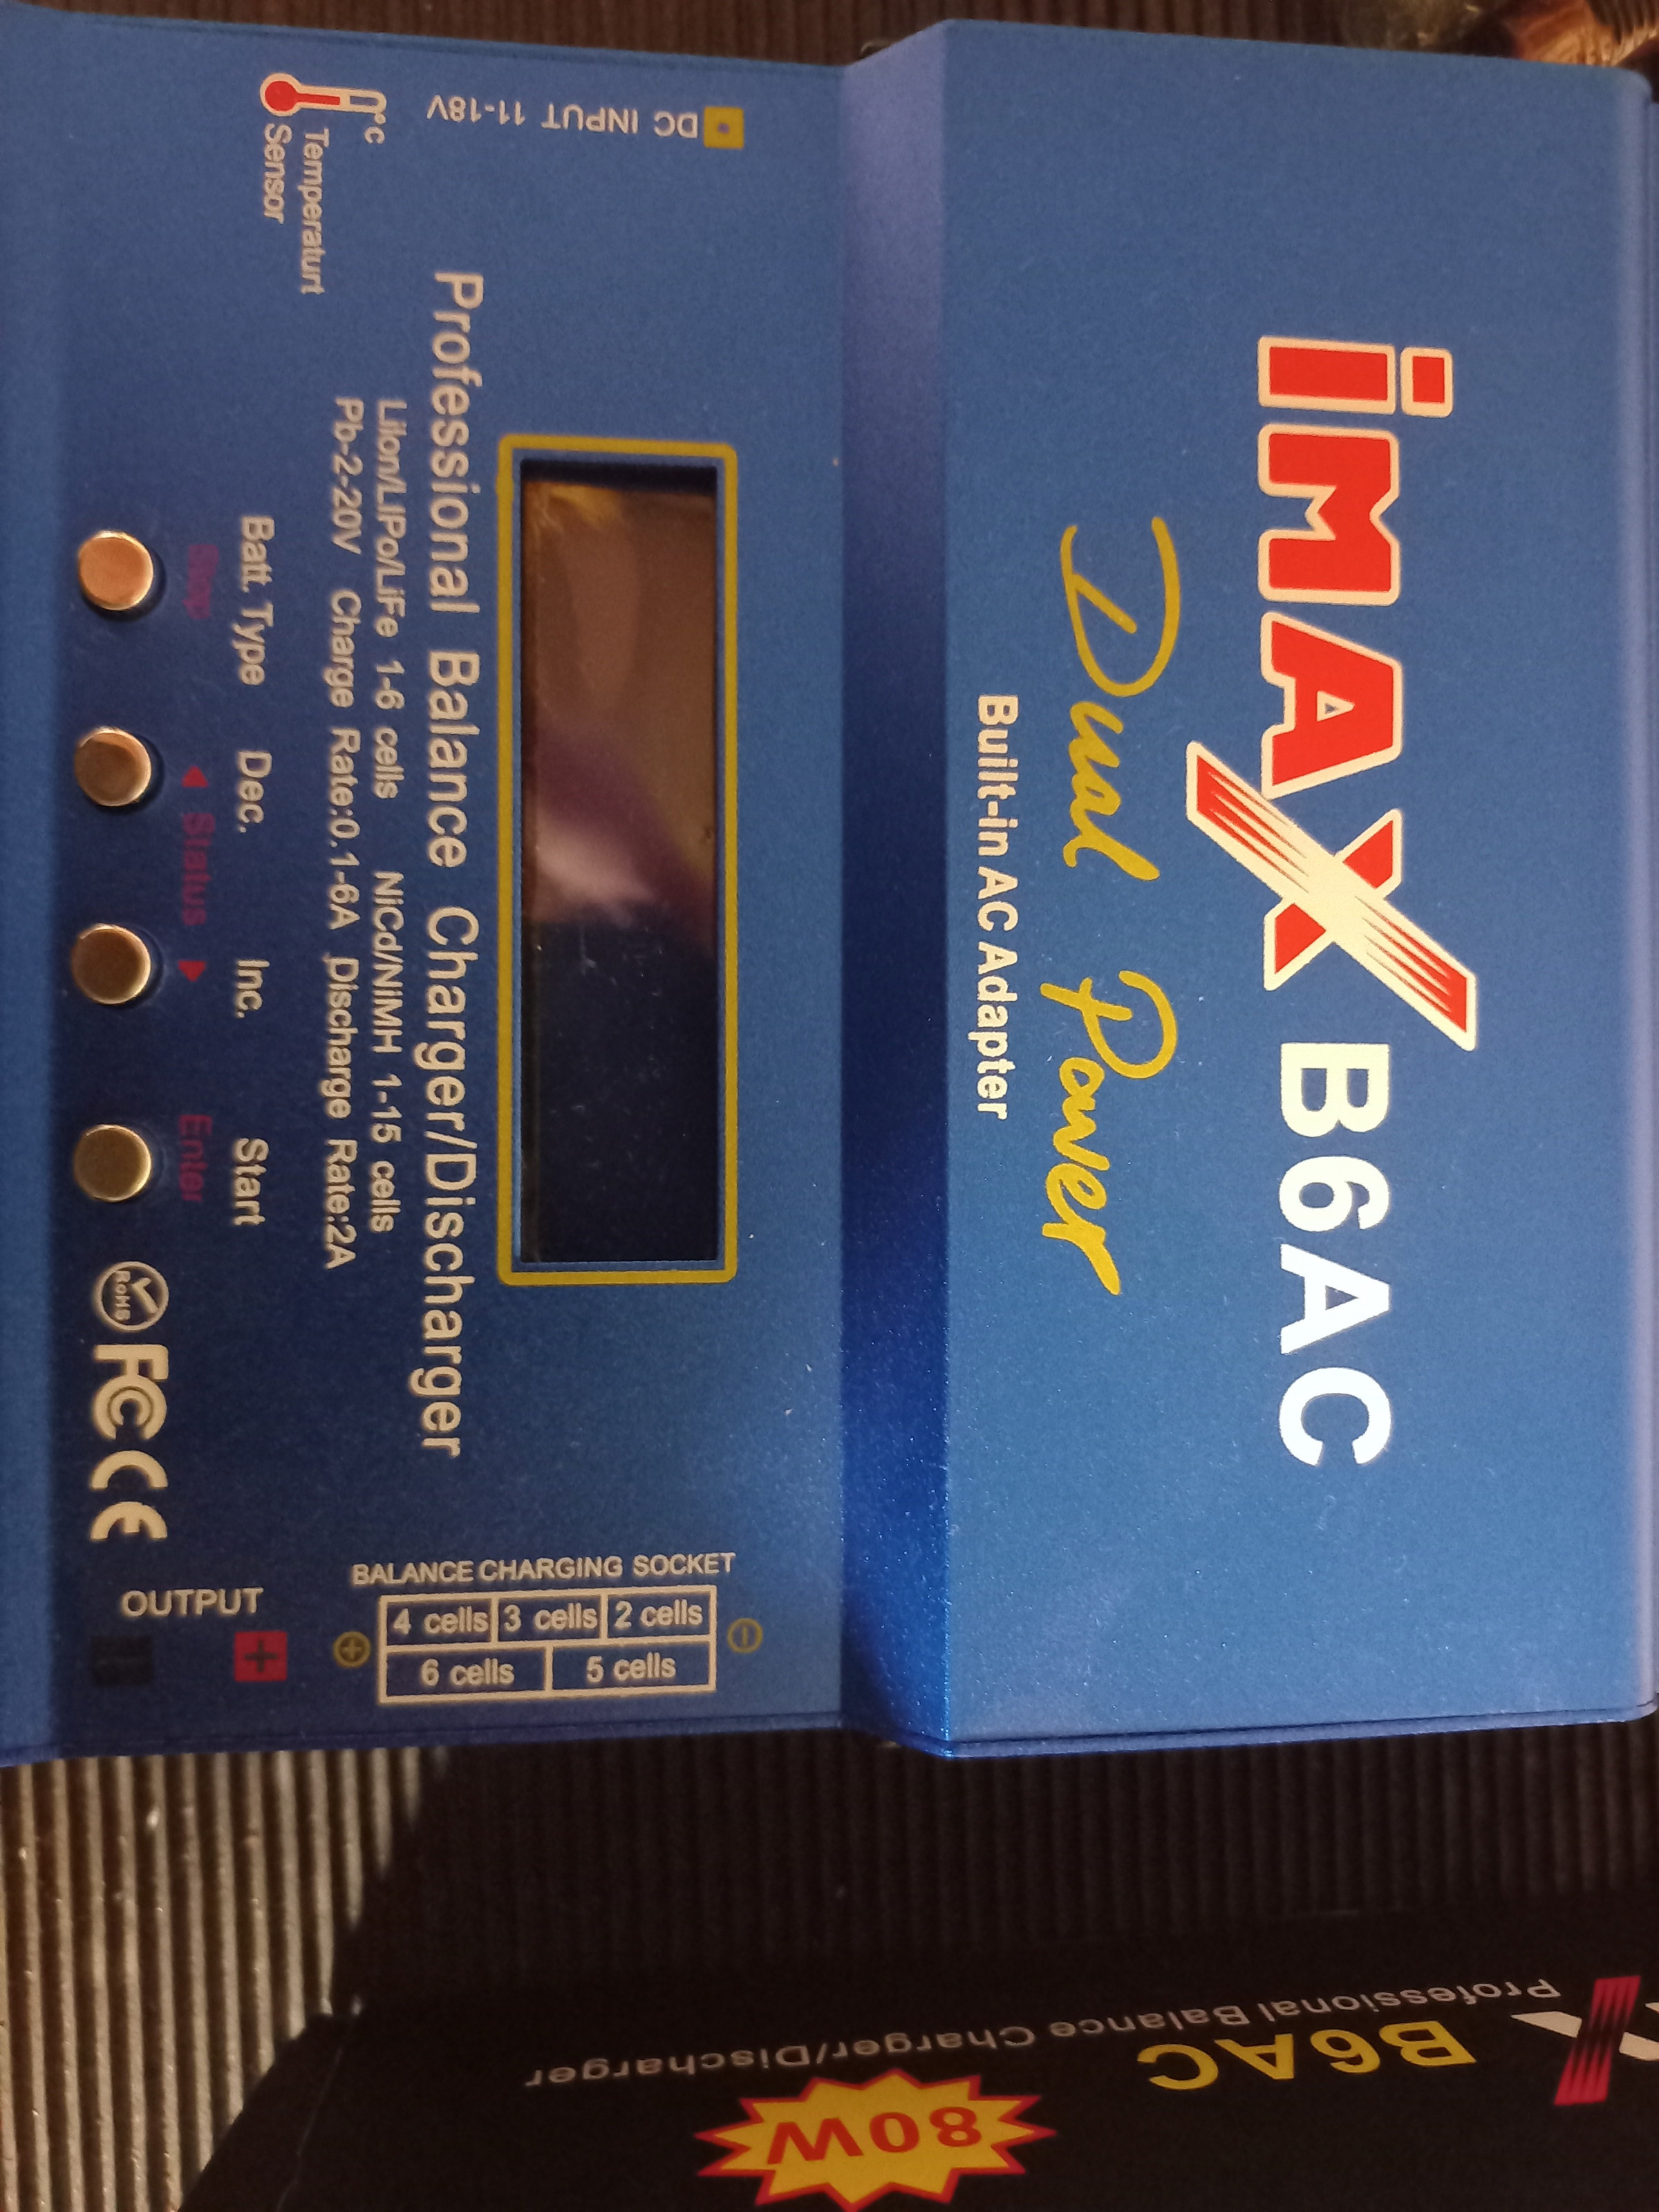 iMAX B6AC
Dual Power
Built-in AC Adapter
DC INPUT 11-18V
°C
Temperaturt
Sensor
Professional Balance Charger/Discharger
LiIon/LiPo/LiFe 1-6 cells NiCd/NiMH 1-15 cells
Pb-2-20V Charge Rate:0.1-6A Discharge Rate:2A
Batt. Type Dec. Inc. Start
Stop ◀ Status ▶ Enter
RoHS FC CE
BALANCE CHARGING SOCKET
4 cells 3 cells 2 cells
6 cells 5 cells
OUTPUT
+
X B6AC
Professional Balance Charger/Discharger
80W